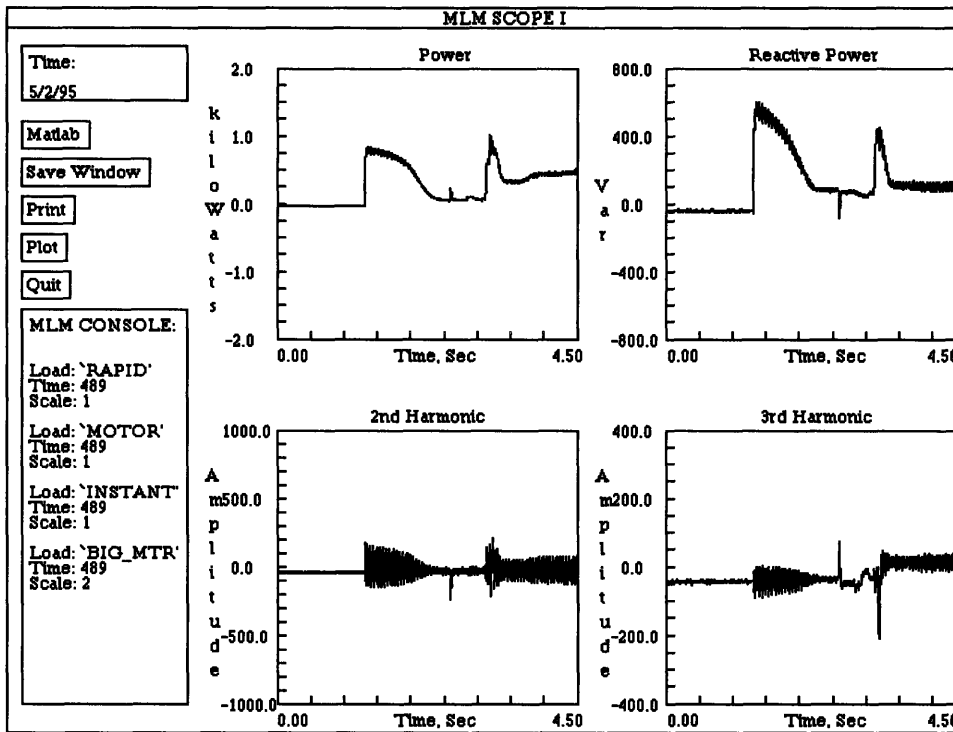 MLM SCOPE I
Time:
5/2/95
Matlab
Save Window
Print
Plot
Quit
MLM CONSOLE:
Load: `RAPID'
Time: 489
Scale: 1
Load: `MOTOR'
Time: 489
Scale: 1
Load: `INSTANT'
Time: 489
Scale: 1
Load: `BIG_MTR'
Time: 489
Scale: 2
Power
kiloWatts
2.0
1.0
0.0
-1.0
-2.0
0.00
Time, Sec
4.50
Reactive Power
Var
800.0
400.0
0.0
-400.0
-800.0
0.00
Time, Sec
4.50
2nd Harmonic
Amplitude
1000.0
500.0
0.0
-500.0
-1000.0
0.00
Time, Sec
4.50
3rd Harmonic
Amplitude
400.0
200.0
0.0
-200.0
-400.0
0.00
Time, Sec
4.50